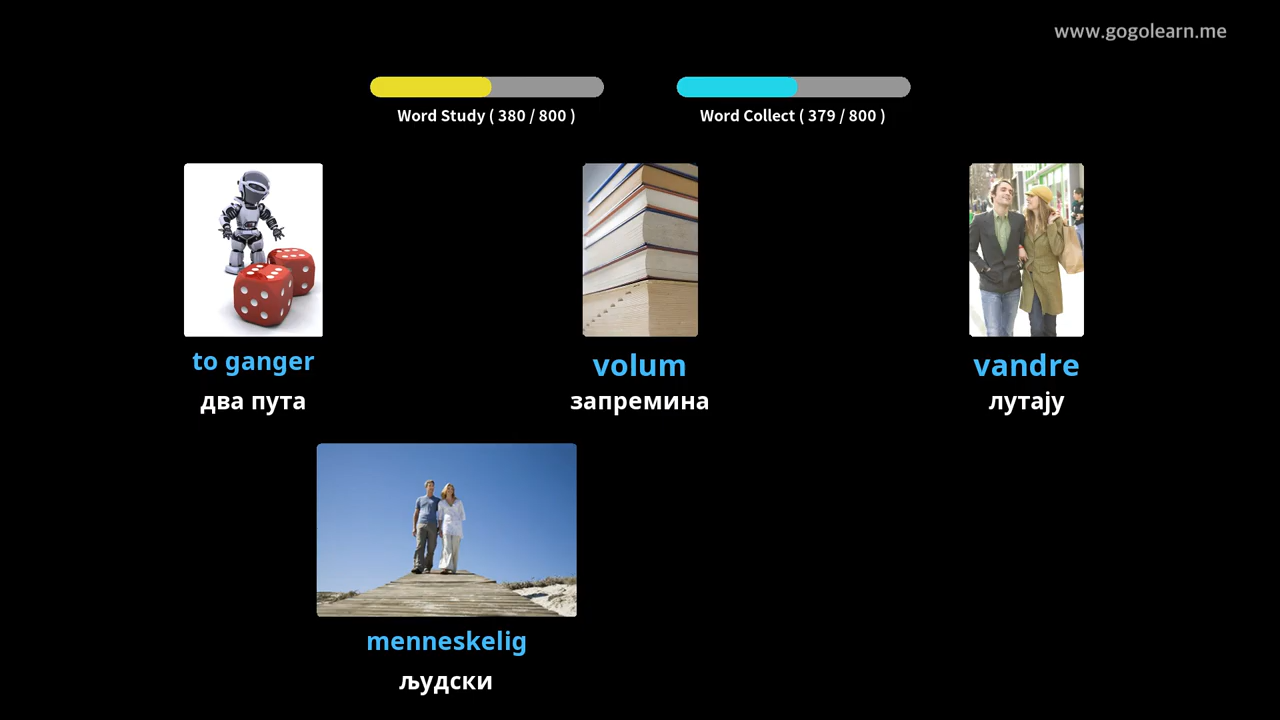 www.gogolearn.me
Word Study ( 380 / 800 )
Word Collect ( 379 / 800 )
to ganger
два пута
volum
запремина
vandre
лутају
menneskelig
људски